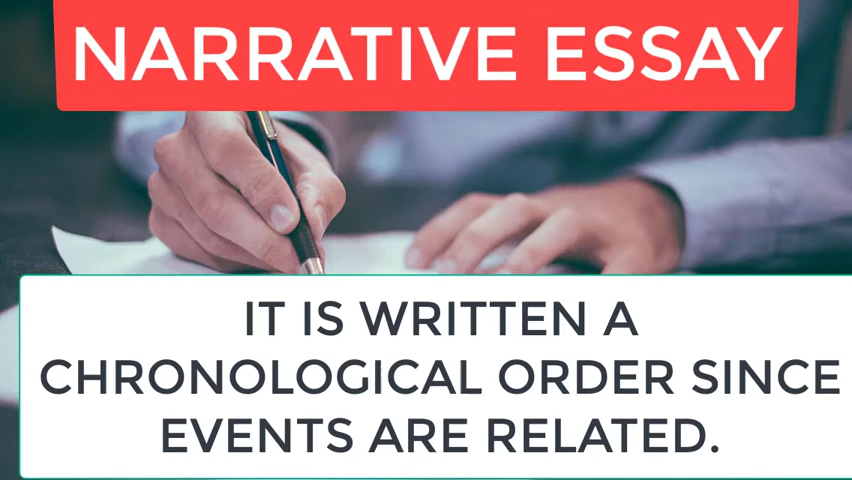 NARRATIVE ESSAY
IT IS WRITTEN A
CHRONOLOGICAL ORDER SINCE
EVENTS ARE RELATED.